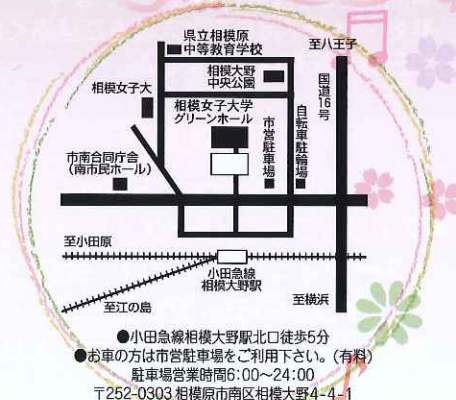 県立相模原
中等教育学校
至八王子
相模大野
中央公園
国道16号
相模女子大
相模女子大学
グリーンホール
市営駐車場
自転車駐輪場
市南合同庁舎
(南市民ホール)
至小田原
小田急線
相模大野駅
至江の島
至横浜
●小田急線相模大野駅北口徒歩5分
●お車の方は市営駐車場をご利用下さい。(有料)
駐車場営業時間6:00〜24:00
〒252-0303 相模原市南区相模大野4-4-1